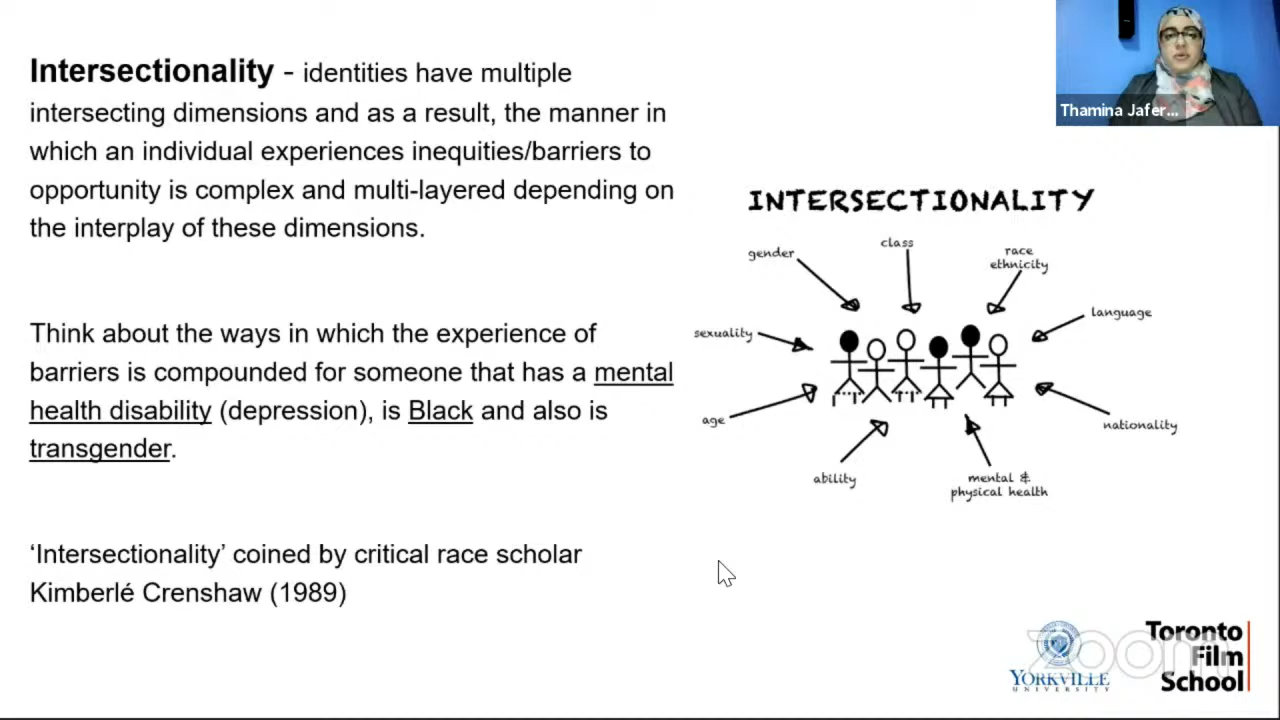 Intersectionality - identities have multiple
intersecting dimensions and as a result, the manner in
which an individual experiences inequities/barriers to
opportunity is complex and multi-layered depending on
the interplay of these dimensions.
Think about the ways in which the experience of
barriers is compounded for someone that has a mental
health disability (depression), is Black and also is
transgender.
‘Intersectionality’ coined by critical race scholar
Kimberlé Crenshaw (1989)
Thamina Jafer...
INTERSECTIONALITY
gender
class
race
ethnicity
sexuality
language
age
nationality
ability
mental &
physical health
zoom
YORKVILLE
UNIVERSITY
Toronto
Film
School